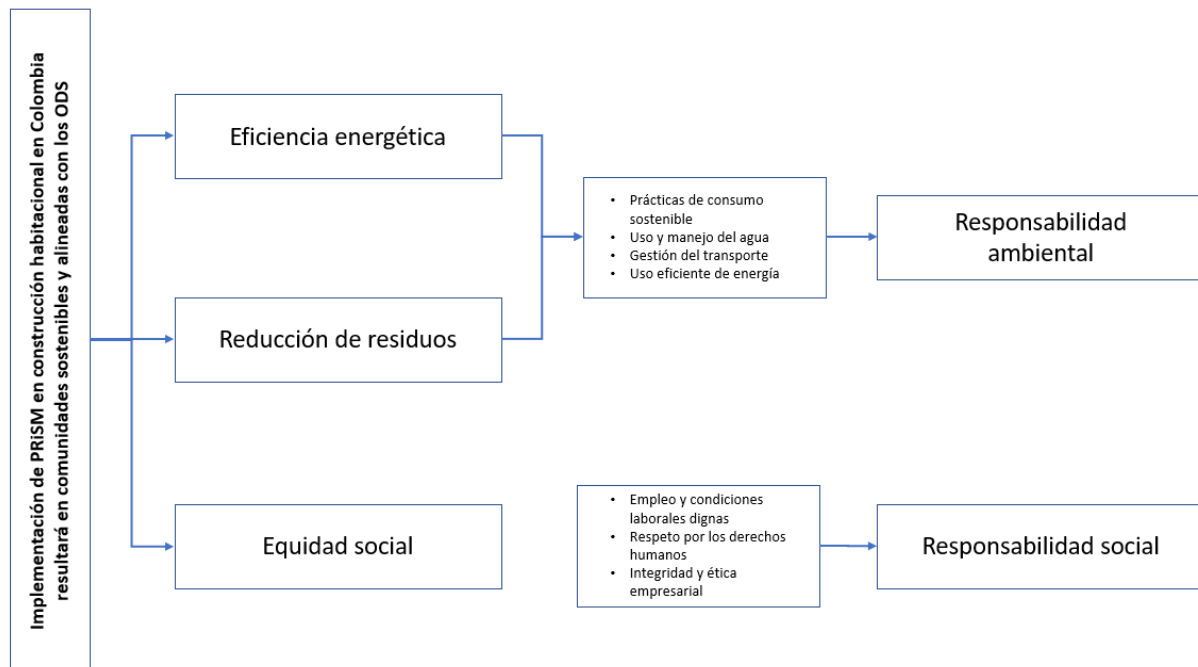 Implementación de PRiSM en construcción habitacional en Colombia
resultará en comunidades sostenibles y alineadas con los ODS
Eficiencia energética
Reducción de residuos
Equidad social
• Prácticas de consumo
sostenible
• Uso y manejo del agua
• Gestión del transporte
• Uso eficiente de energía
• Empleo y condiciones
laborales dignas
• Respeto por los derechos
humanos
• Integridad y ética
empresarial
Responsabilidad
ambiental
Responsabilidad social